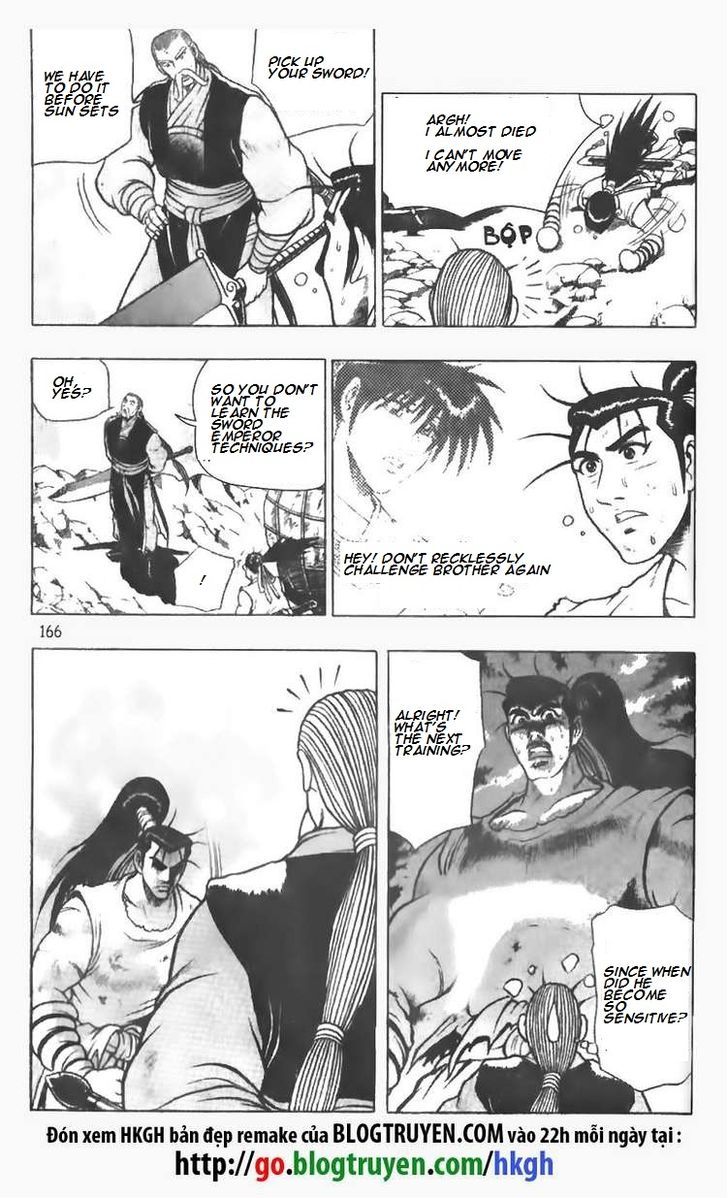 WE HAVE
TO DO IT
BEFORE
SUN SETS
PICK UP
YOUR SWORD!
ARGH!
I ALMOST DIED
I CAN'T MOVE
ANYMORE!
BỘP
OH,
YES?
SO YOU DON'T
WANT TO
LEARN THE
SWORD
EMPEROR
TECHNIQUES?
!
HEY! DON'T RECKLESSLY
CHALLENGE BROTHER AGAIN
166
ALRIGHT!
WHAT'S
THE NEXT
TRAINING?
SINCE WHEN
DID HE
BECOME
SO
SENSITIVE?
Đón xem HKGH bản đẹp remake của BLOGTRUYEN.COM vào 22h mỗi ngày tại :
http://go.blogtruyen.com/hkgh